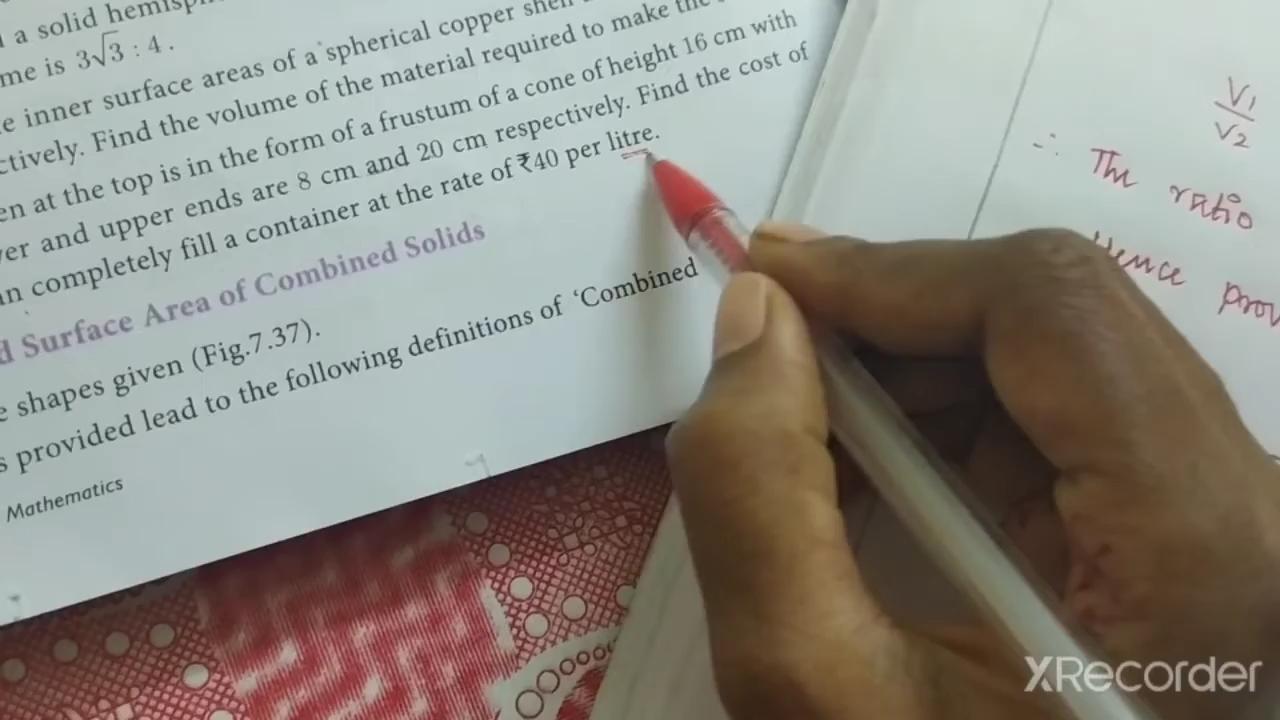 a solid
me is 3√3 : 4.
e inner surface areas of a spherical copper
ctively. Find the volume of the material required to make the
en at the top is in the form of a frustum of a cone of height 16 cm with
er and upper ends are 8 cm and 20 cm respectively. Find the cost of
n completely fill a container at the rate of ₹40 per litre.
d Surface Area of Combined Solids
e shapes given (Fig.7.37).
s provided lead to the following definitions of ‘Combined
Mathematics
V1
V2
∴ The ratio
Hence prov
XRecorder